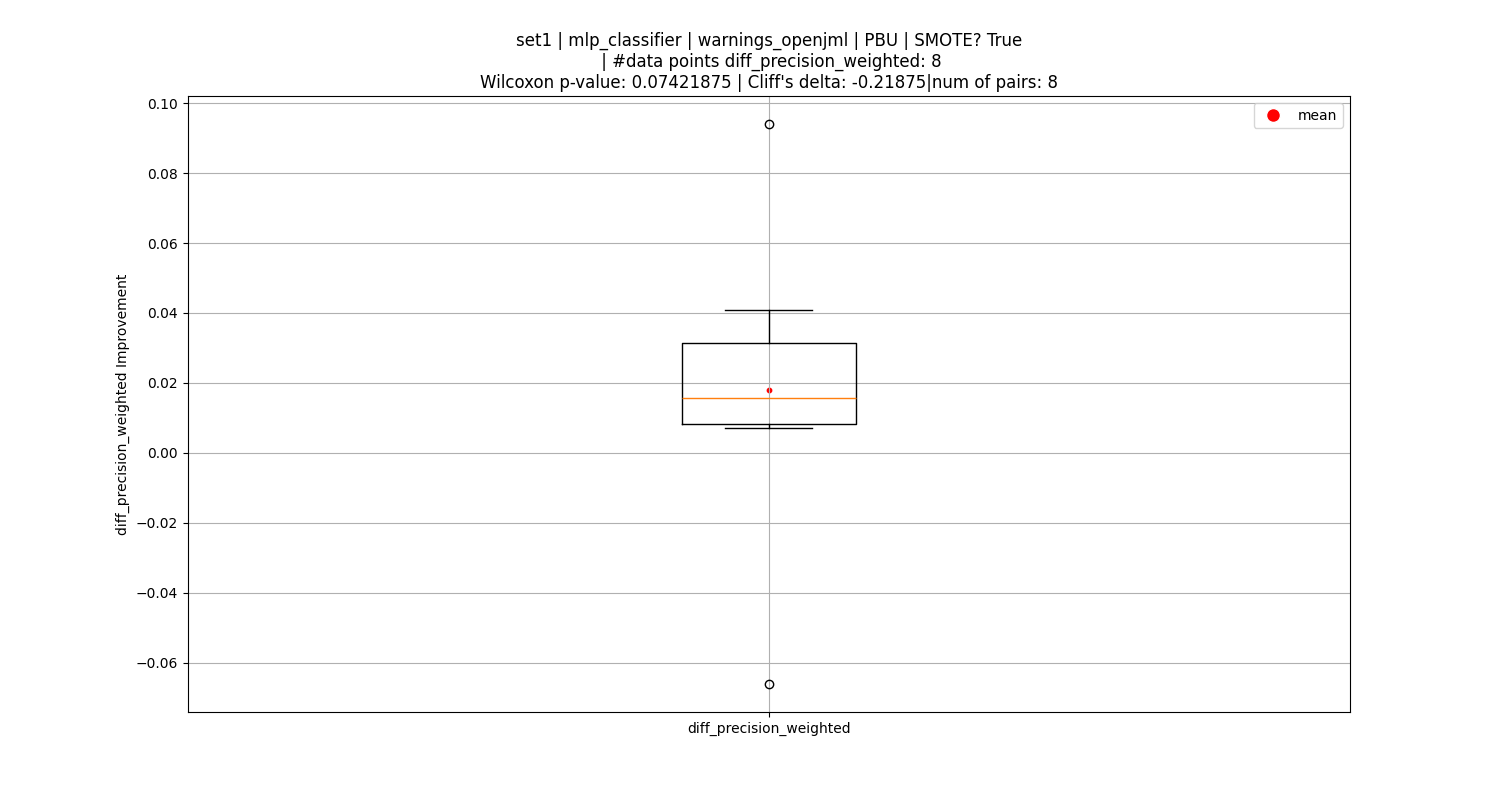 set1 | mlp_classifier | warnings_openjml | PBU | SMOTE? True
| #data points diff_precision_weighted: 8
Wilcoxon p-value: 0.07421875 | Cliff's delta: -0.21875|num of pairs: 8
mean
0.10
0.08
0.06
0.04
0.02
0.00
−0.02
−0.04
−0.06
diff_precision_weighted Improvement
diff_precision_weighted